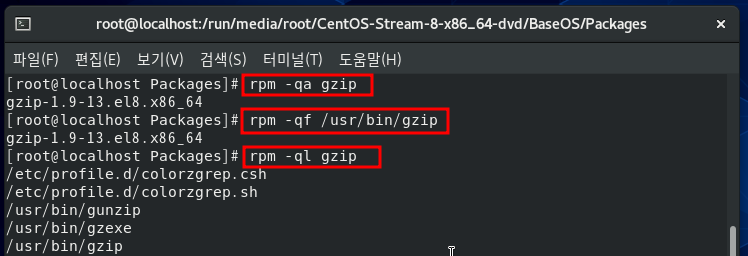 root@localhost:/run/media/root/CentOS-Stream-8-x86_64-dvd/BaseOS/Packages
파일(F) 편집(E) 보기(V) 검색(S) 터미널(T) 도움말(H)
[root@localhost Packages]# rpm -qa gzip
gzip-1.9-13.el8.x86_64
[root@localhost Packages]# rpm -qf /usr/bin/gzip
gzip-1.9-13.el8.x86_64
[root@localhost Packages]# rpm -ql gzip
/etc/profile.d/colorzgrep.csh
/etc/profile.d/colorzgrep.sh
/usr/bin/gunzip
/usr/bin/gzexe
/usr/bin/gzip